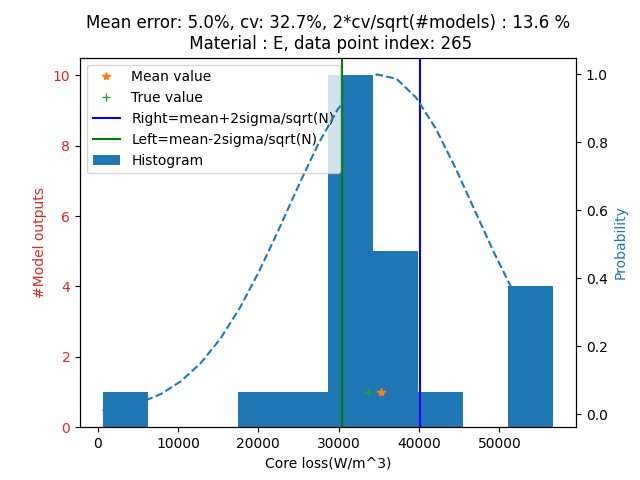 Mean error: 5.0%, cv: 32.7%, 2*cv/sqrt(#models) : 13.6 %
Material : E, data point index: 265
Mean value
True value
Right=mean+2sigma/sqrt(N)
Left=mean-2sigma/sqrt(N)
Histogram
10
8
6
4
2
0
#Model outputs
1.0
0.8
0.6
0.4
0.2
0.0
Probability
0 10000 20000 30000 40000 50000
Core loss(W/m^3)